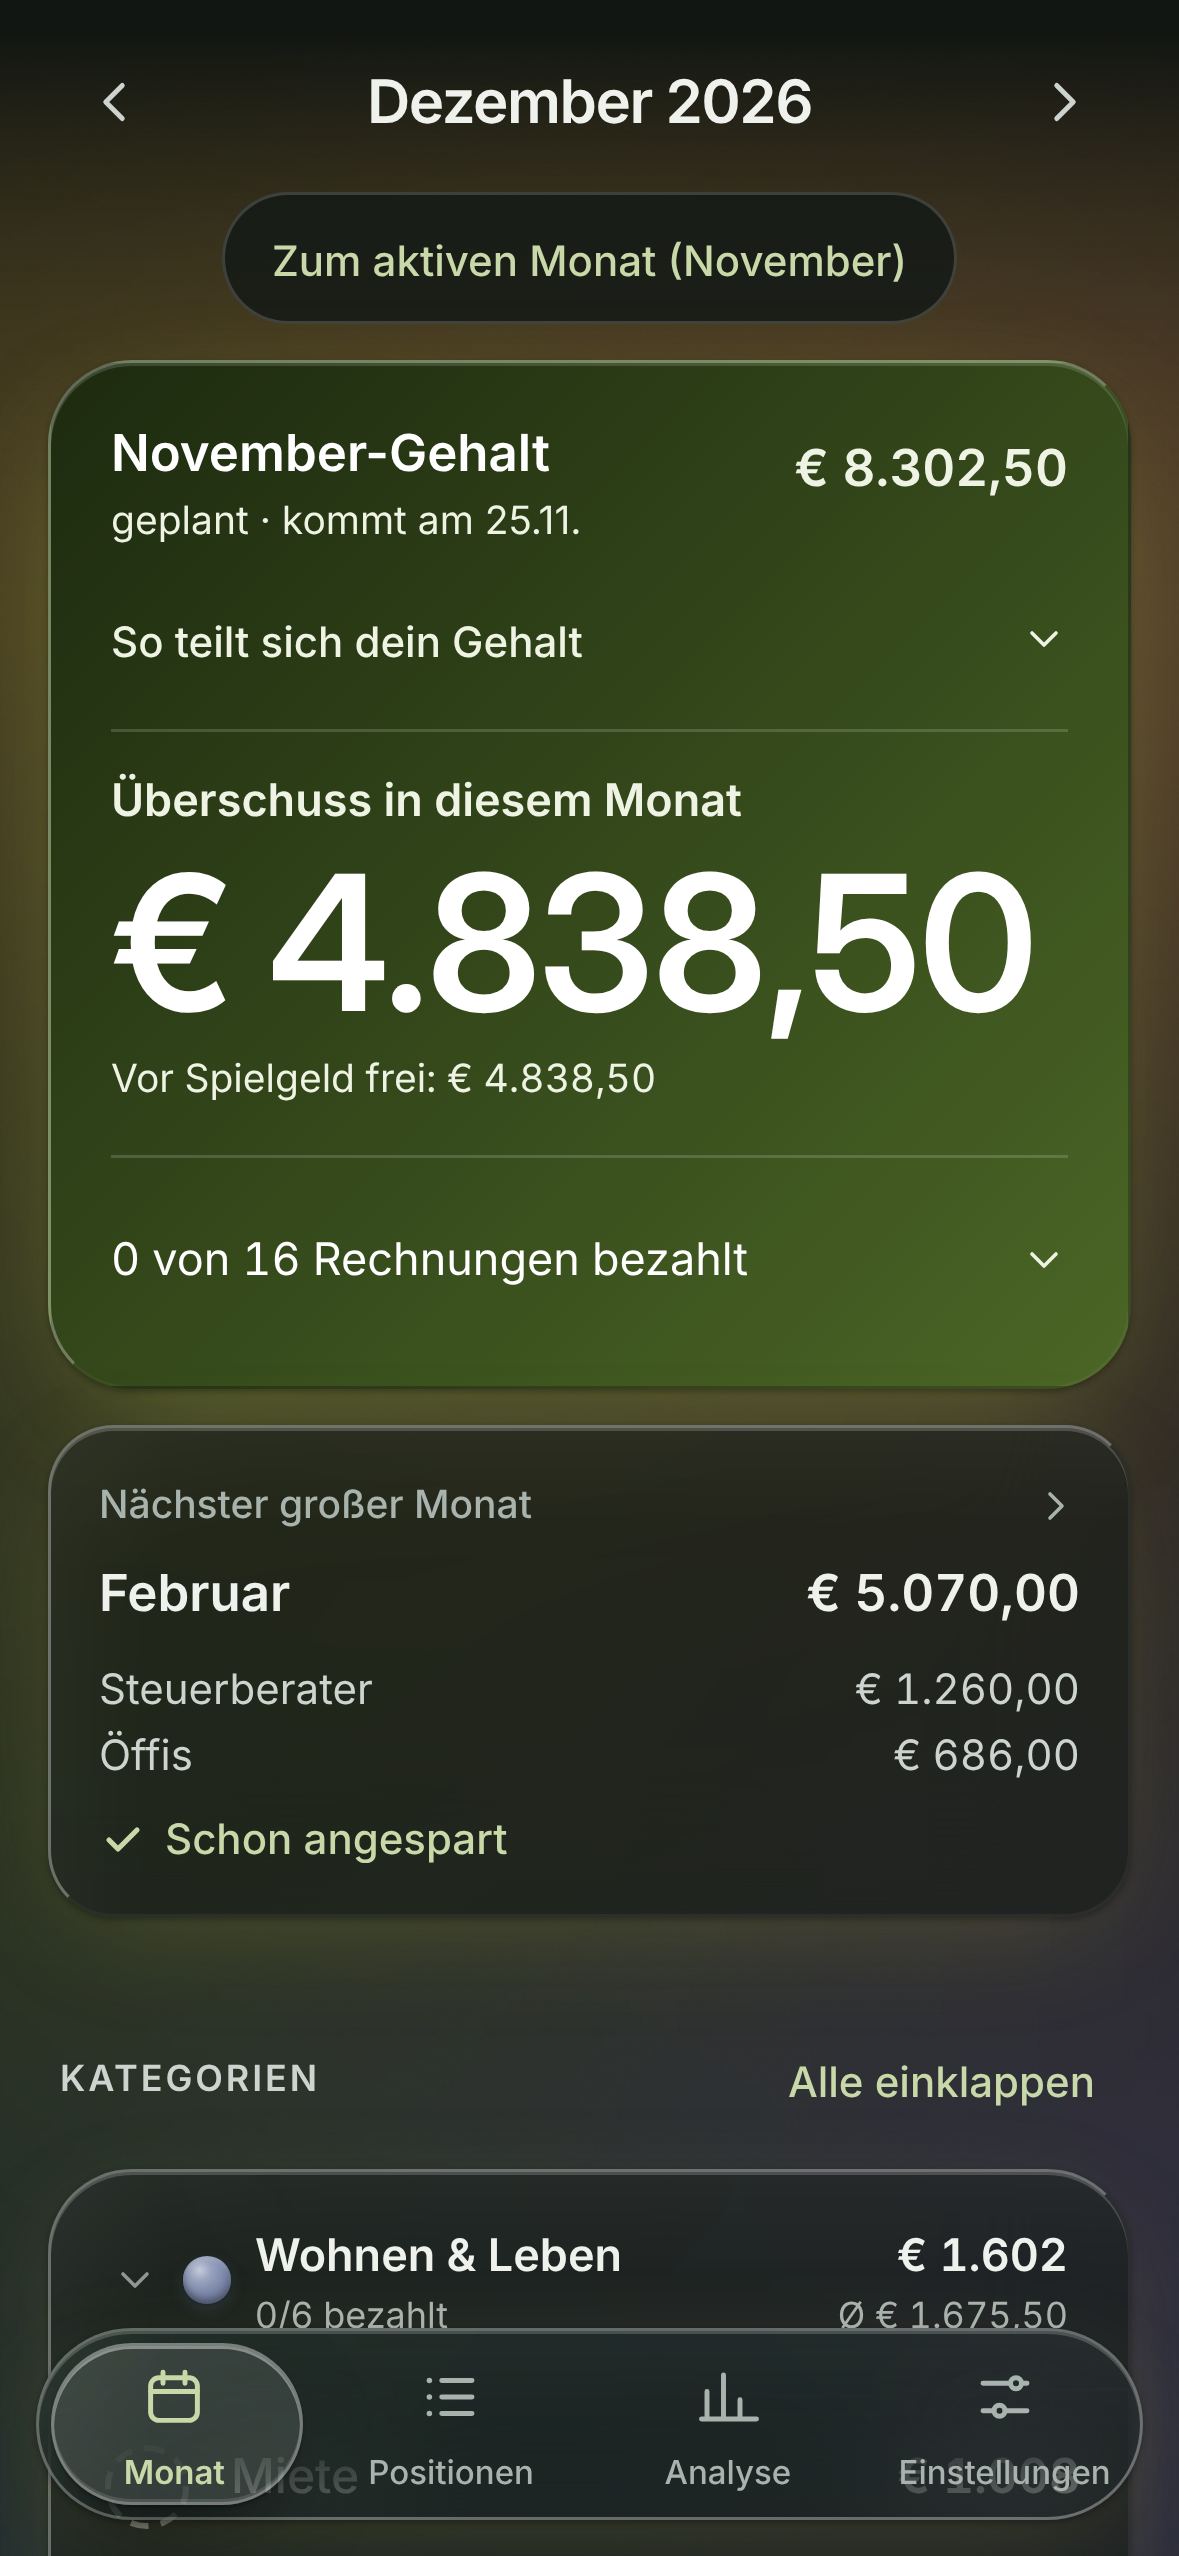 Dezember 2026
Zum aktiven Monat (November)
November-Gehalt
€ 8.302,50
geplant · kommt am 25.11.
So teilt sich dein Gehalt
Überschuss in diesem Monat
€ 4.838,50
Vor Spielgeld frei: € 4.838,50
0 von 16 Rechnungen bezahlt
Nächster großer Monat
Februar € 5.070,00
Steuerberater € 1.260,00
Öffis € 686,00
Schon angespart
KATEGORIEN Alle einklappen
Wohnen & Leben € 1.602
0/6 bezahlt Ø € 1.675,50
Miete € 1.008
Monat Positionen Analyse Einstellungen